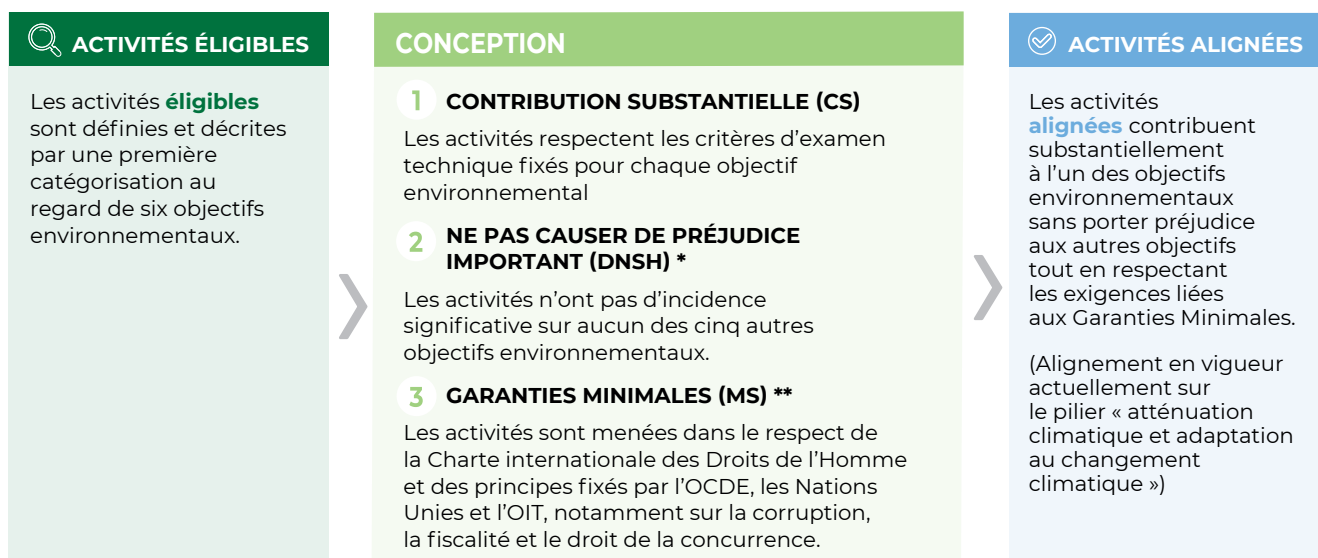 ACTIVITÉS ÉLIGIBLES
Les activités éligibles
sont définies et décrites
par une première
catégorisation au
regard de six objectifs
environnementaux.
CONCEPTION
1 CONTRIBUTION SUBSTANTIELLE (CS)
Les activités respectent les critères d’examen
technique fixés pour chaque objectif
environnemental
2 NE PAS CAUSER DE PRÉJUDICE
IMPORTANT (DNSH) *
Les activités n’ont pas d’incidence
significative sur aucun des cinq autres
objectifs environnementaux.
3 GARANTIES MINIMALES (MS) **
Les activités sont menées dans le respect de
la Charte internationale des Droits de l’Homme
et des principes fixés par l’OCDE, les Nations
Unies et l’OIT, notamment sur la corruption,
la fiscalité et le droit de la concurrence.
ACTIVITÉS ALIGNÉES
Les activités
alignées contribuent
substantiellement
à l’un des objectifs
environnementaux
sans porter préjudice
aux autres objectifs
tout en respectant
les exigences liées
aux Garanties Minimales.
(Alignement en vigueur
actuellement sur
le pilier « atténuation
climatique et adaptation
au changement
climatique »)